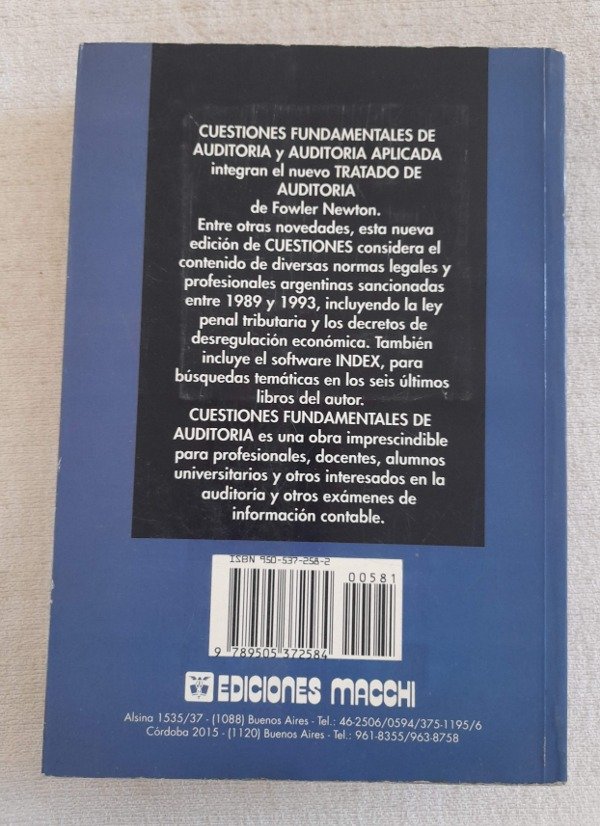 CUESTIONES FUNDAMENTALES DE
AUDITORIA y AUDITORIA APLICADA
integran el nuevo TRATADO DE
AUDITORIA
de Fowler Newton.
Entre otras novedades, esta nueva
edición de CUESTIONES considera el
contenido de diversas normas legales y
profesionales argentinas sancionadas
entre 1989 y 1993, incluyendo la ley
penal tributaria y los decretos de
desregulación económica. También
incluye el software INDEX, para
búsquedas temáticas en los seis últimos
libros del autor.
CUESTIONES FUNDAMENTALES DE
AUDITORIA es una obra imprescindible
para profesionales, docentes, alumnos
universitarios y otros interesados en la
auditoría y otros exámenes de
información contable.
ISBN 950-537-258-2
00581
9 789505 372584
EDICIONES MACCHI
Alsina 1535/37 - (1088) Buenos Aires - Tel.: 46-2506/0594/375-1195/6
Córdoba 2015 - (1120) Buenos Aires - Tel.: 961-8355/963-8758